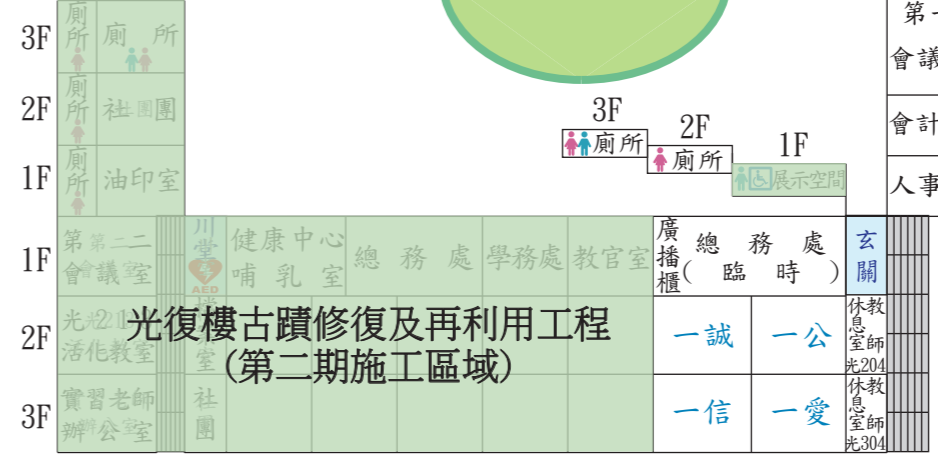 3F 廁所 廁所
第一
會議
2F 廁所 社團
3F
廁所
2F
廁所
1F
展示空間
會計
1F 廁所 油印室
人事
1F 第二會議室 川堂 AED 健康中心 哺乳室 總務處 學務處 教官室 廣播櫃 總務處(臨時) 玄關
2F 活化教室 一誠 一公 教師休息室 光204
光復樓古蹟修復及再利用工程
(第二期施工區域)
3F 實習老師辦公室 社團 一信 一愛 教師休息室 光304